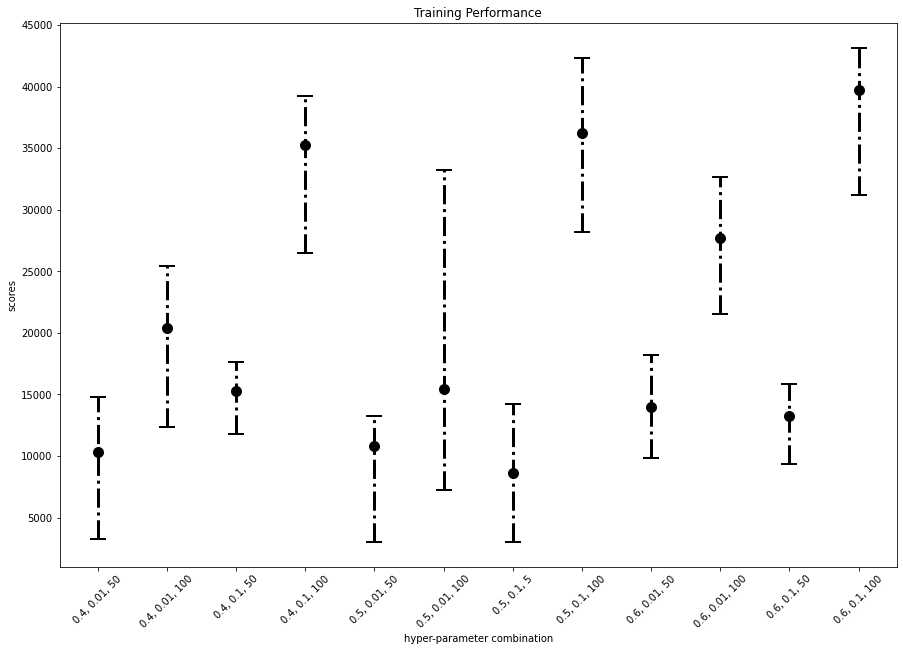 Training Performance
45000
40000
35000
30000
25000
20000
15000
10000
5000
scores
0.4, 0.01, 50
0.4, 0.01, 100
0.4, 0.1, 50
0.4, 0.1, 100
0.5, 0.01, 50
0.5, 0.01, 100
0.5, 0.1, 5
0.5, 0.1, 100
0.6, 0.01, 50
0.6, 0.01, 100
0.6, 0.1, 50
0.6, 0.1, 100
hyper-parameter combination